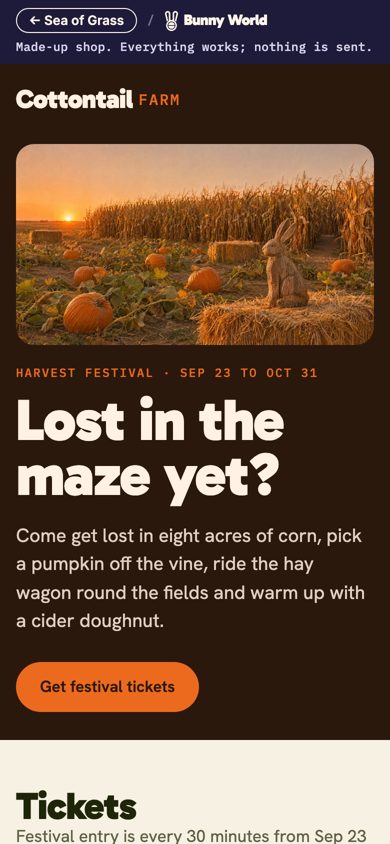 ← Sea of Grass / Bunny World
Made-up shop. Everything works; nothing is sent.
Cottontail FARM
HARVEST FESTIVAL · SEP 23 TO OCT 31
Lost in the
maze yet?
Come get lost in eight acres of corn, pick
a pumpkin off the vine, ride the hay
wagon round the fields and warm up with
a cider doughnut.
Get festival tickets
Tickets
Festival entry is every 30 minutes from Sep 23